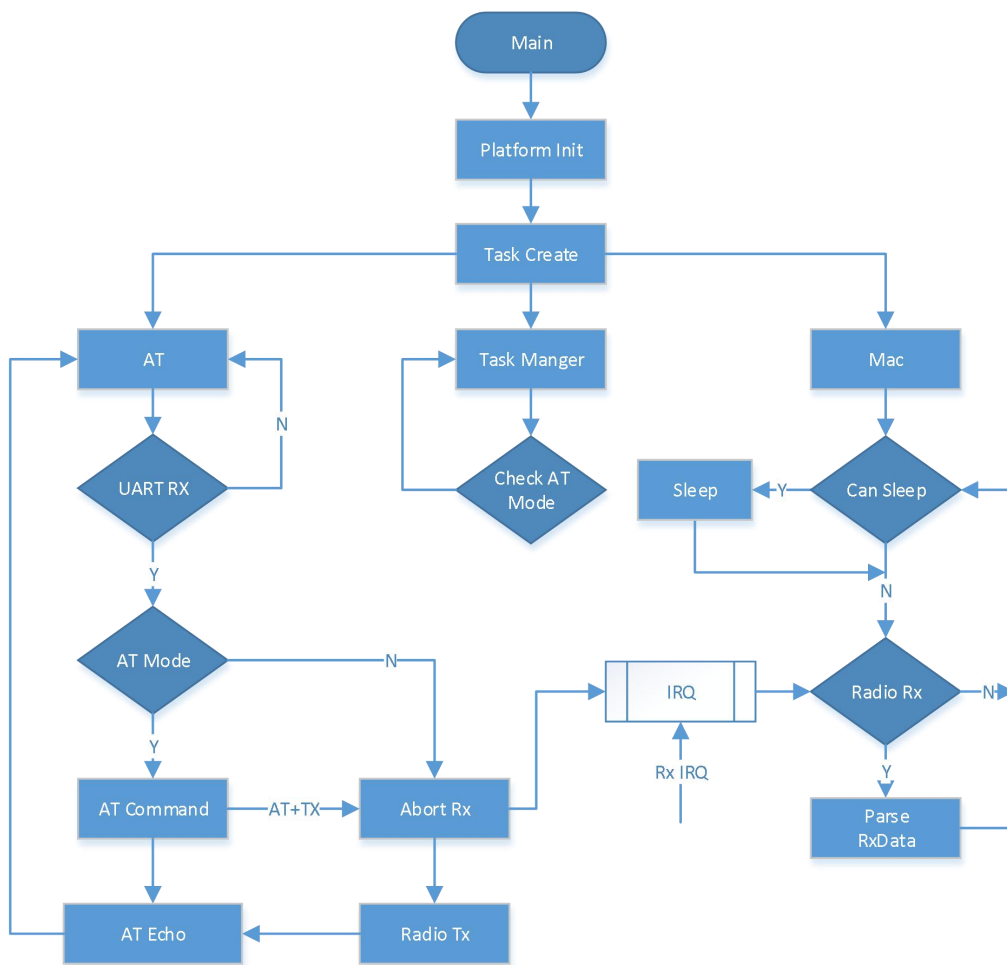 Main
Platform Init
Task Create
AT
Task Manger
Mac
N
UART RX
Check AT
Mode
Sleep
Y
Can Sleep
Y
N
AT Mode
N
IRQ
Radio Rx
N
Y
Rx IRQ
Y
AT Command
AT+TX
Abort Rx
Parse
RxData
AT Echo
Radio Tx